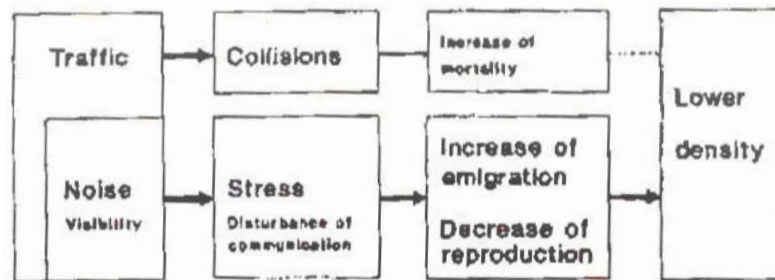 Traffic
Collisions
Increase of
mortality
Lower
density
Noise
Visibility
Stress
Disturbance of
communication
Increase of
emigration
Decrease of
reproduction